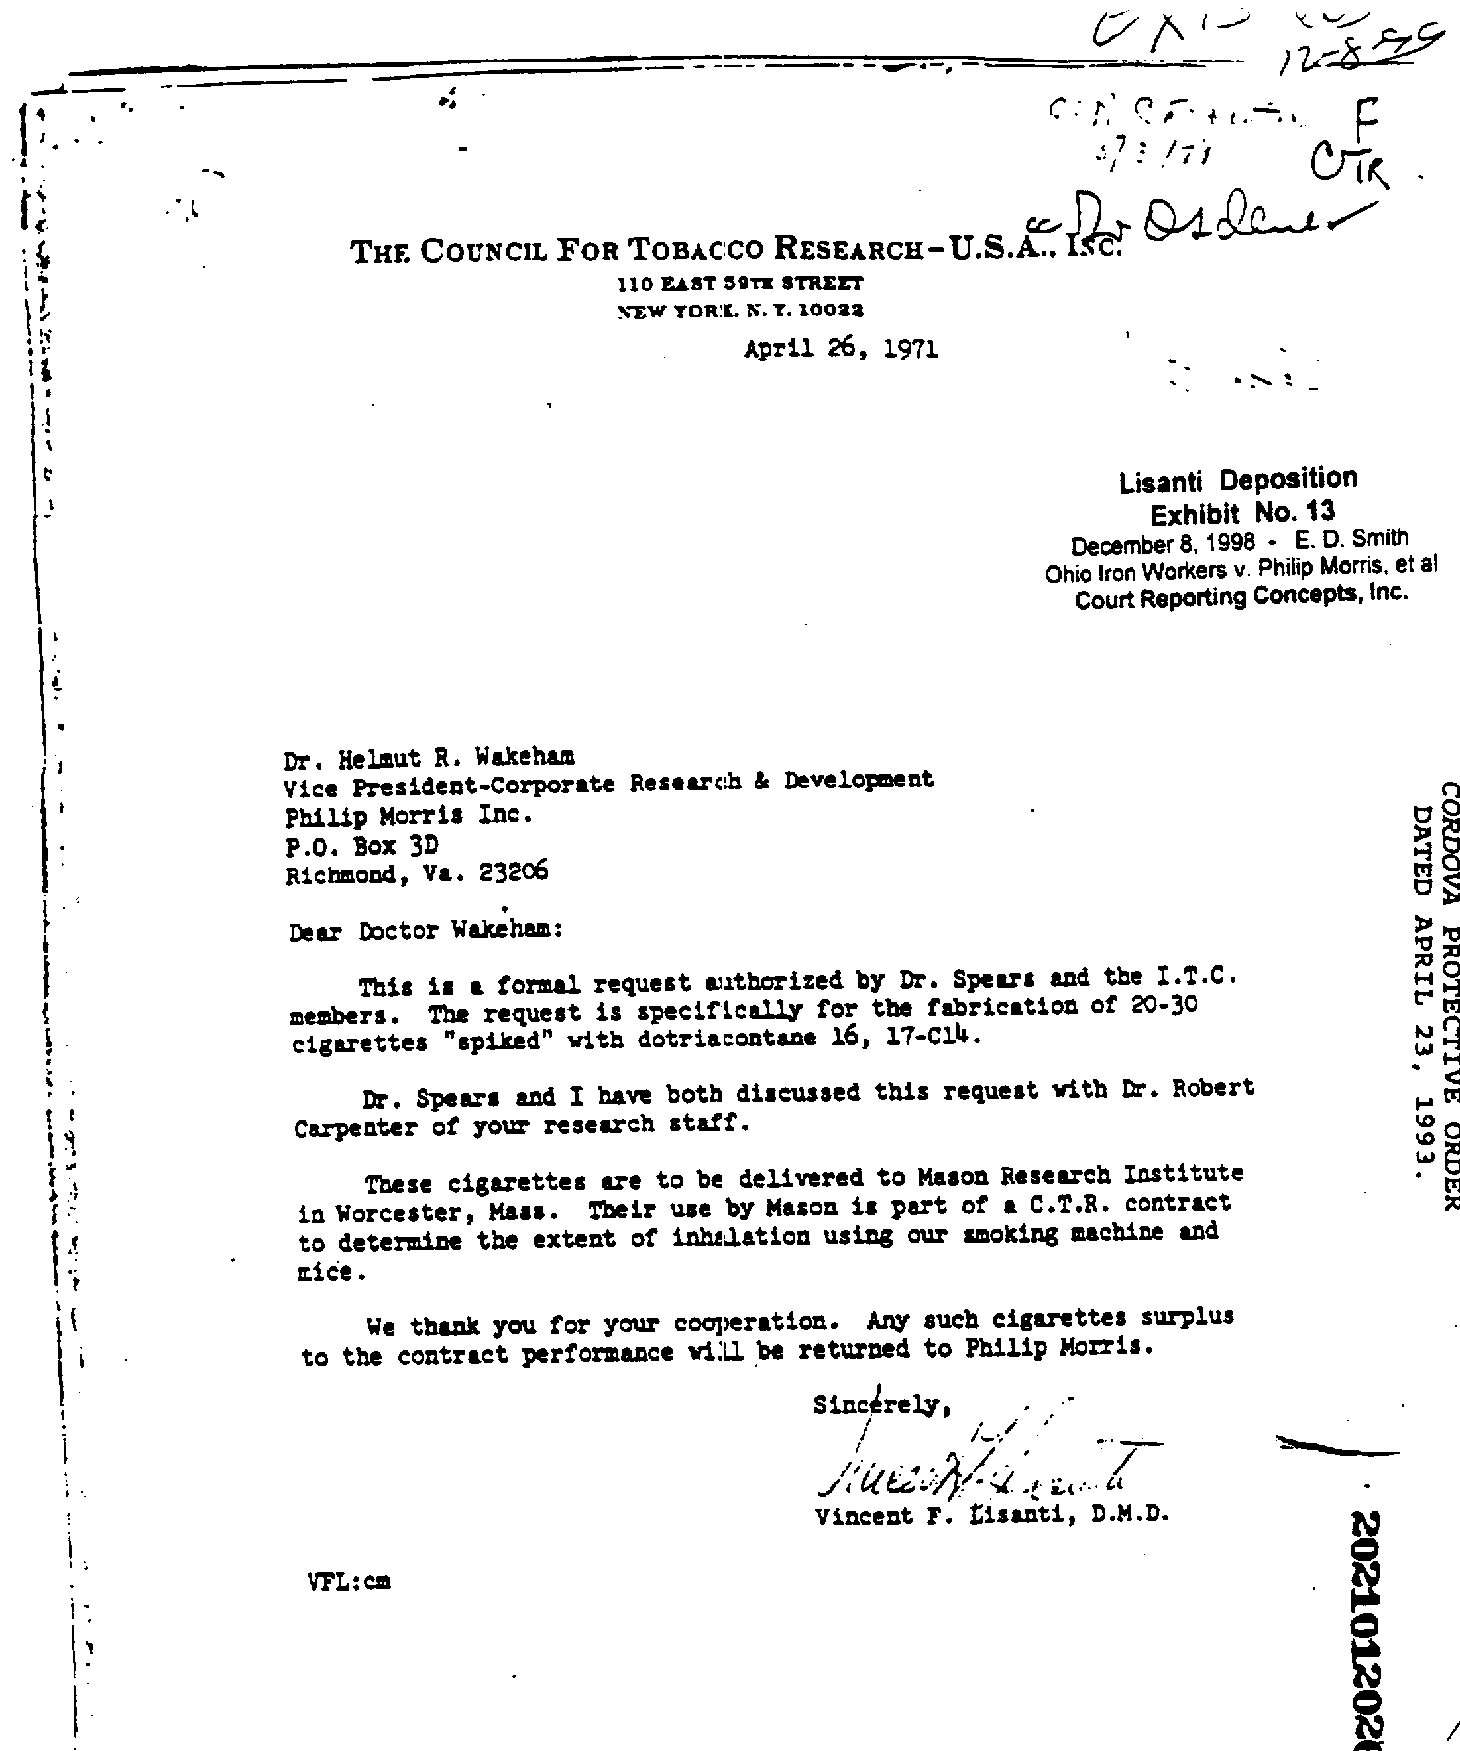 12-8
F
CTR
cc Dr Osdene
THE COUNCIL FOR TOBACCO RESEARCH-U.S.A., INC.
110 EAST 59TH STREET
NEW YORK, N. Y. 10022
April 26, 1971
Lisanti Deposition
Exhibit No. 13
December 8, 1998 - E. D. Smith
Ohio Iron Workers v. Philip Morris, et al
Court Reporting Concepts, Inc.
Dr. Helmut R. Wakeham
Vice President-Corporate Research & Development
Philip Morris Inc.
P.O. Box 3D
Richmond, Va. 23206
Dear Doctor Wakeham:
This is a formal request authorized by Dr. Spears and the I.T.C.
members. The request is specifically for the fabrication of 20-30
cigarettes "spiked" with dotriacontane 16, 17-C14.
Dr. Spears and I have both discussed this request with Dr. Robert
Carpenter of your research staff.
These cigarettes are to be delivered to Mason Research Institute
in Worcester, Mass. Their use by Mason is part of a C.T.R. contract
to determine the extent of inhalation using our smoking machine and
mice.
We thank you for your cooperation. Any such cigarettes surplus
to the contract performance will be returned to Philip Morris.
Sincerely,
Vincent F. Lisanti, D.M.D.
VFL:cm
CORDOVA PROTECTIVE ORDER
DATED APRIL 23, 1993.
202101202